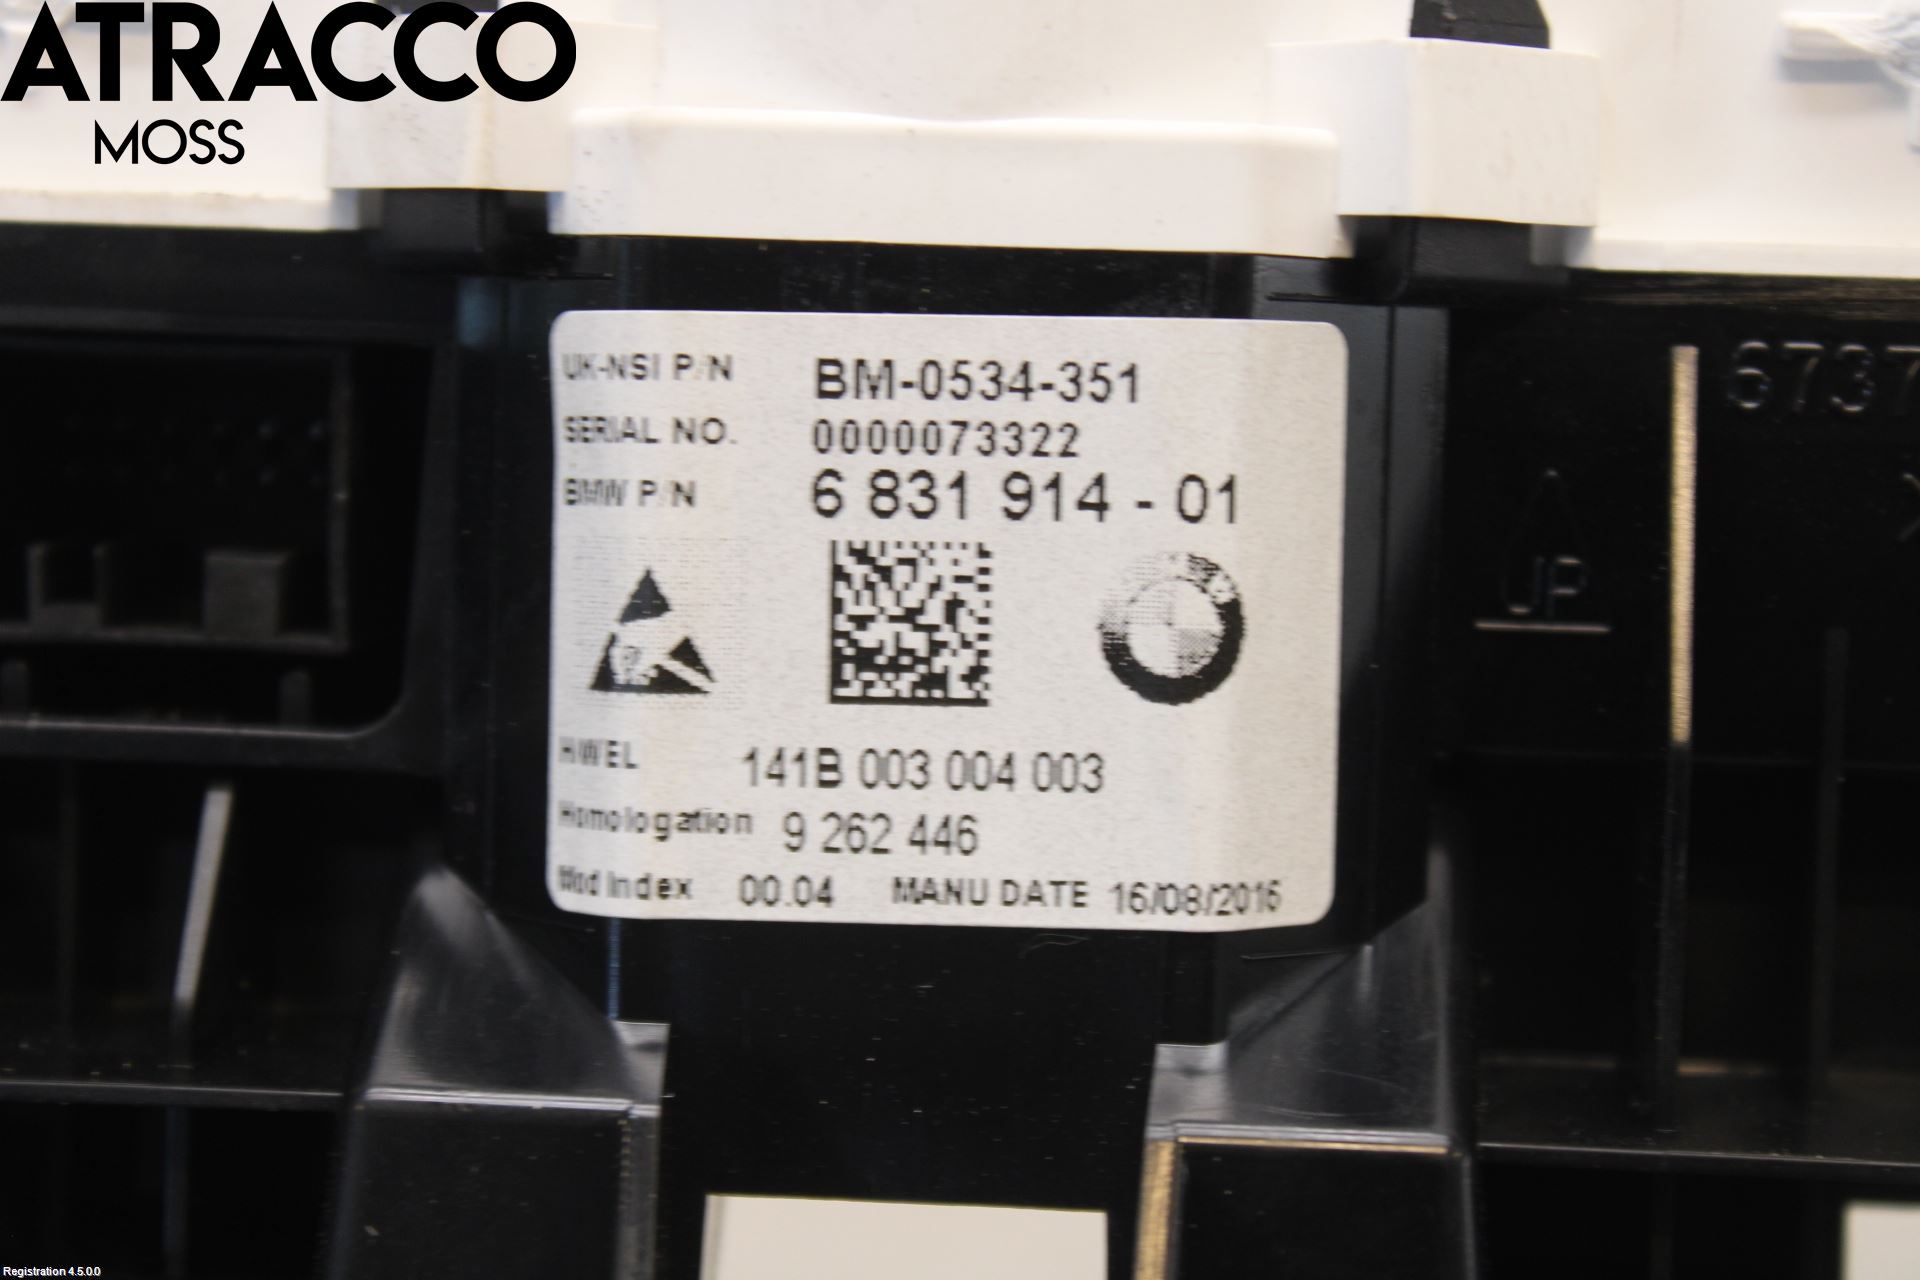 ATRACCO
MOSS
UK-NSI P/N BM-0534-351
SERIAL NO. 0000073322
BMW P/N 6 831 914 - 01
HWEL 141B 003 004 003
Homologation 9 262 446
Mod Index 00.04 MANU DATE 16/08/2016
6737
UP
Registration 4.5.0.0